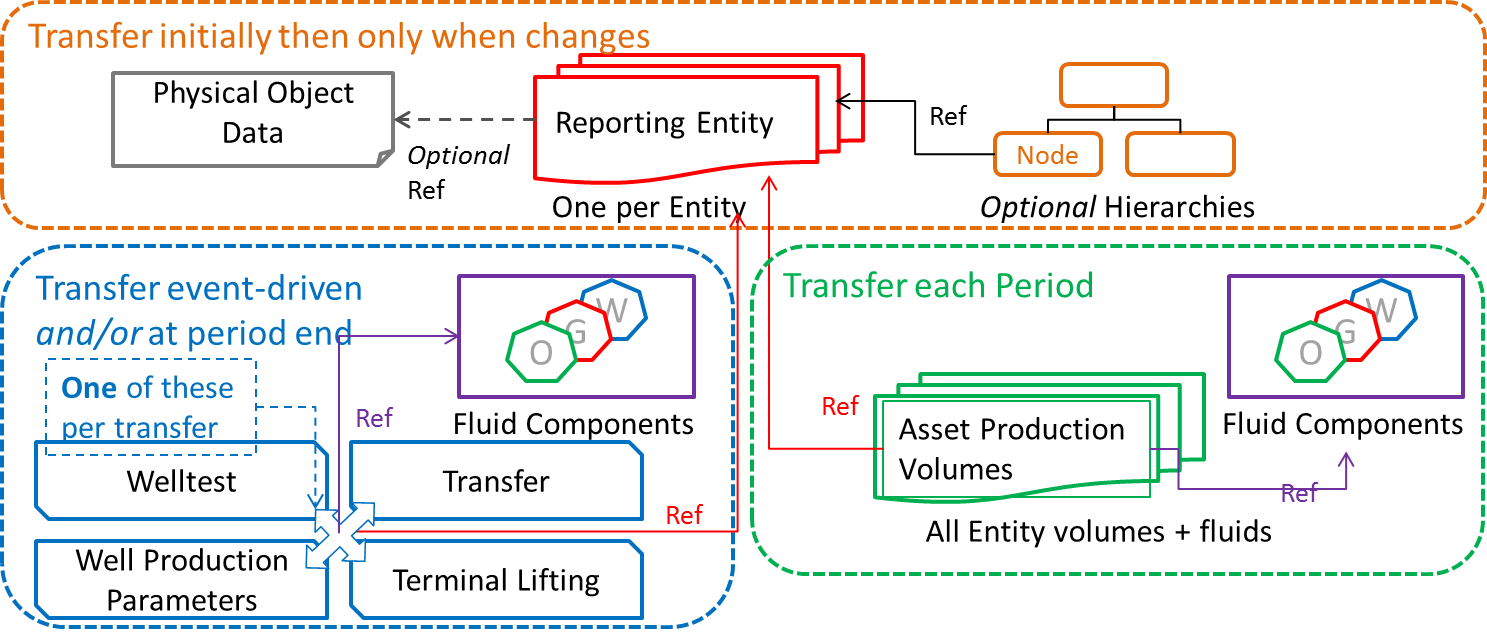 Transfer initially then only when changes
Physical Object
Data
Optional
Ref
Reporting Entity
One per Entity
Ref
Node
Optional Hierarchies
Transfer event-driven
and/or at period end
One of these
per transfer
Ref
W
G
O
Fluid Components
Welltest
Transfer
Well Production
Parameters
Terminal Lifting
Ref
Transfer each Period
Ref
Asset Production
Volumes
All Entity volumes + fluids
W
G
O
Fluid Components
Ref